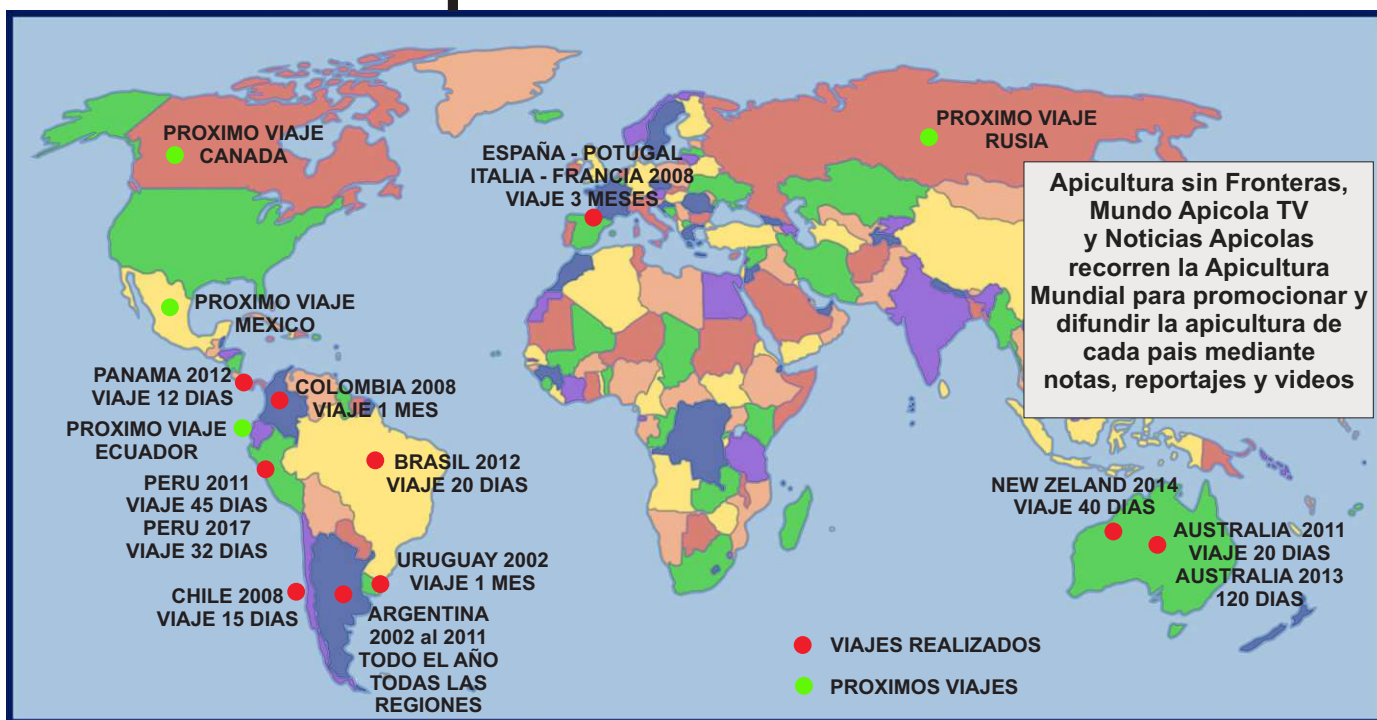 PROXIMO VIAJE
CANADA
ESPAÑA - POTUGAL
ITALIA - FRANCIA 2008
VIAJE 3 MESES
PROXIMO VIAJE
RUSIA
Apicultura sin Fronteras,
Mundo Apicola TV
y Noticias Apicolas
recorren la Apicultura
Mundial para promocionar y
difundir la apicultura de
cada pais mediante
notas, reportajes y videos
PROXIMO VIAJE
MEXICO
PANAMA 2012
VIAJE 12 DIAS
COLOMBIA 2008
VIAJE 1 MES
PROXIMO VIAJE
ECUADOR
BRASIL 2012
VIAJE 20 DIAS
PERU 2011
VIAJE 45 DIAS
PERU 2017
VIAJE 32 DIAS
NEW ZELAND 2014
VIAJE 40 DIAS
AUSTRALIA 2011
VIAJE 20 DIAS
AUSTRALIA 2013
120 DIAS
URUGUAY 2002
VIAJE 1 MES
CHILE 2008
VIAJE 15 DIAS
ARGENTINA
2002 al 2011
TODO EL AÑO
TODAS LAS
REGIONES
VIAJES REALIZADOS
PROXIMOS VIAJES